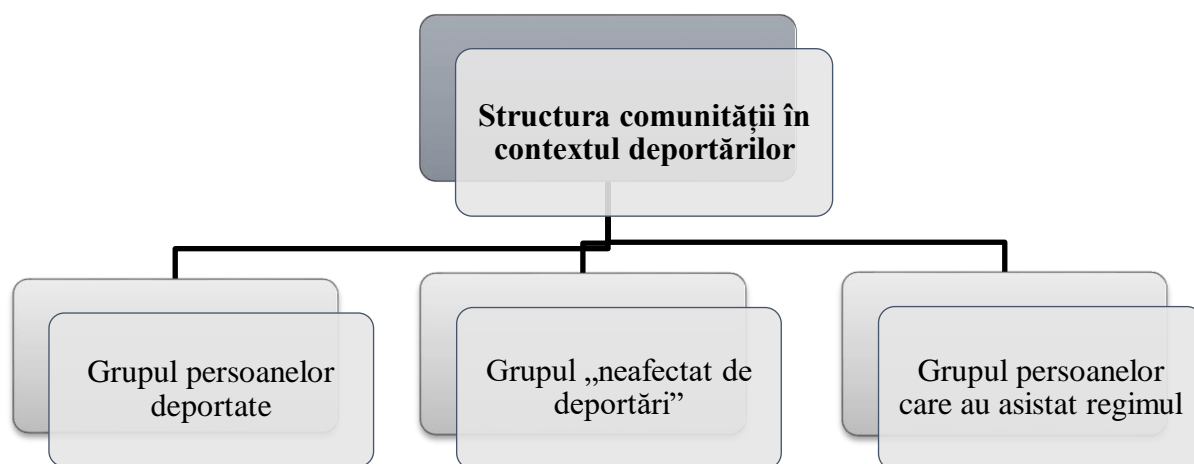 Structura comunității în
contextul deportărilor
Grupul persoanelor
deportate
Grupul „neafectat de
deportări”
Grupul persoanelor
care au asistat regimul